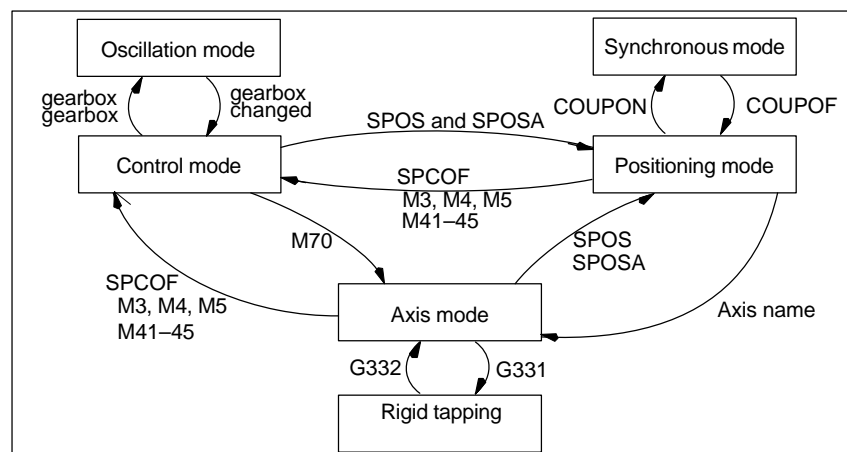 Oscillation mode
Synchronous mode
gearbox
gearbox
gearbox
changed
COUPON
COUPOF
SPOS and SPOSA
Control mode
Positioning mode
SPCOF
M3, M4, M5
M41–45
M70
SPOS
SPOSA
SPCOF
M3, M4, M5
M41–45
Axis mode
Axis name
G332
G331
Rigid tapping